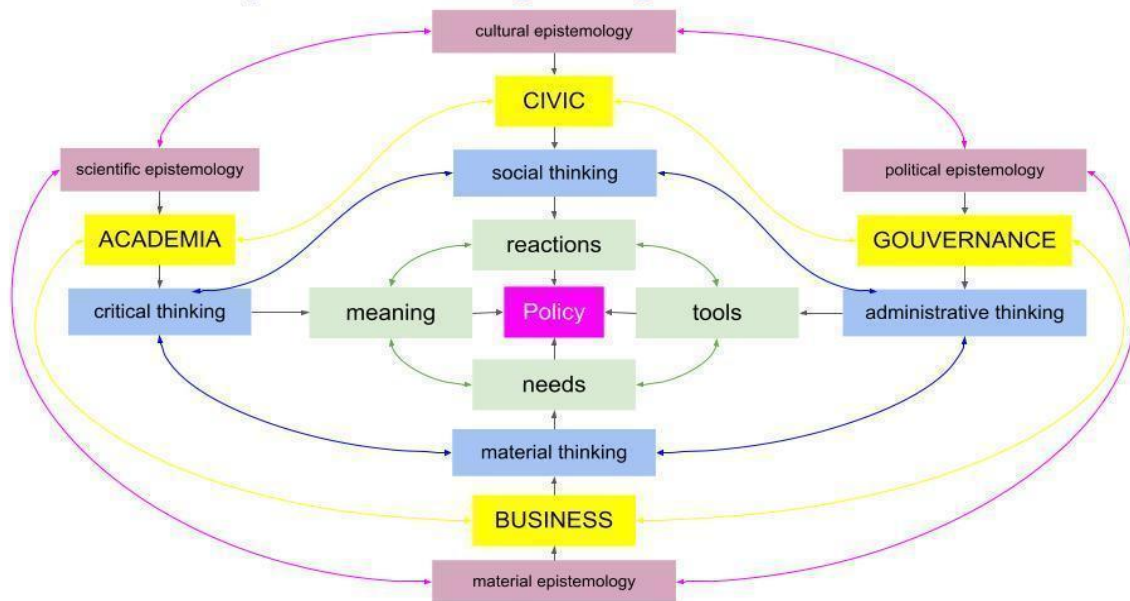 cultural epistemology
CIVIC
scientific epistemology
social thinking
political epistemology
ACADEMIA
reactions
GOUVERNANCE
critical thinking
meaning
Policy
tools
administrative thinking
needs
material thinking
BUSINESS
material epistemology